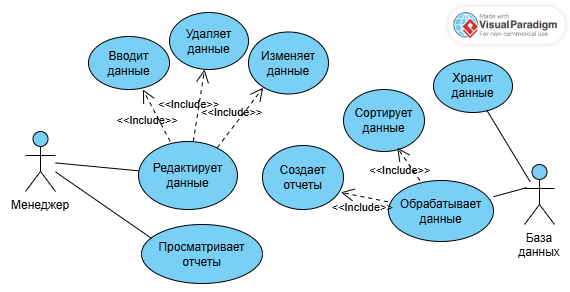 Made with
Visual Paradigm
For non-commercial use
Удаляет
данные
Вводит
данные
Изменяет
данные
Хранит
данные
<<Include>>
<<Include>>
<<Include>>
Сортирует
данные
Редактирует
данные
Создает
отчеты
<<Include>>
<<Include>>
Обрабатывает
данные
Менеджер
Просматривает
отчеты
База
данных